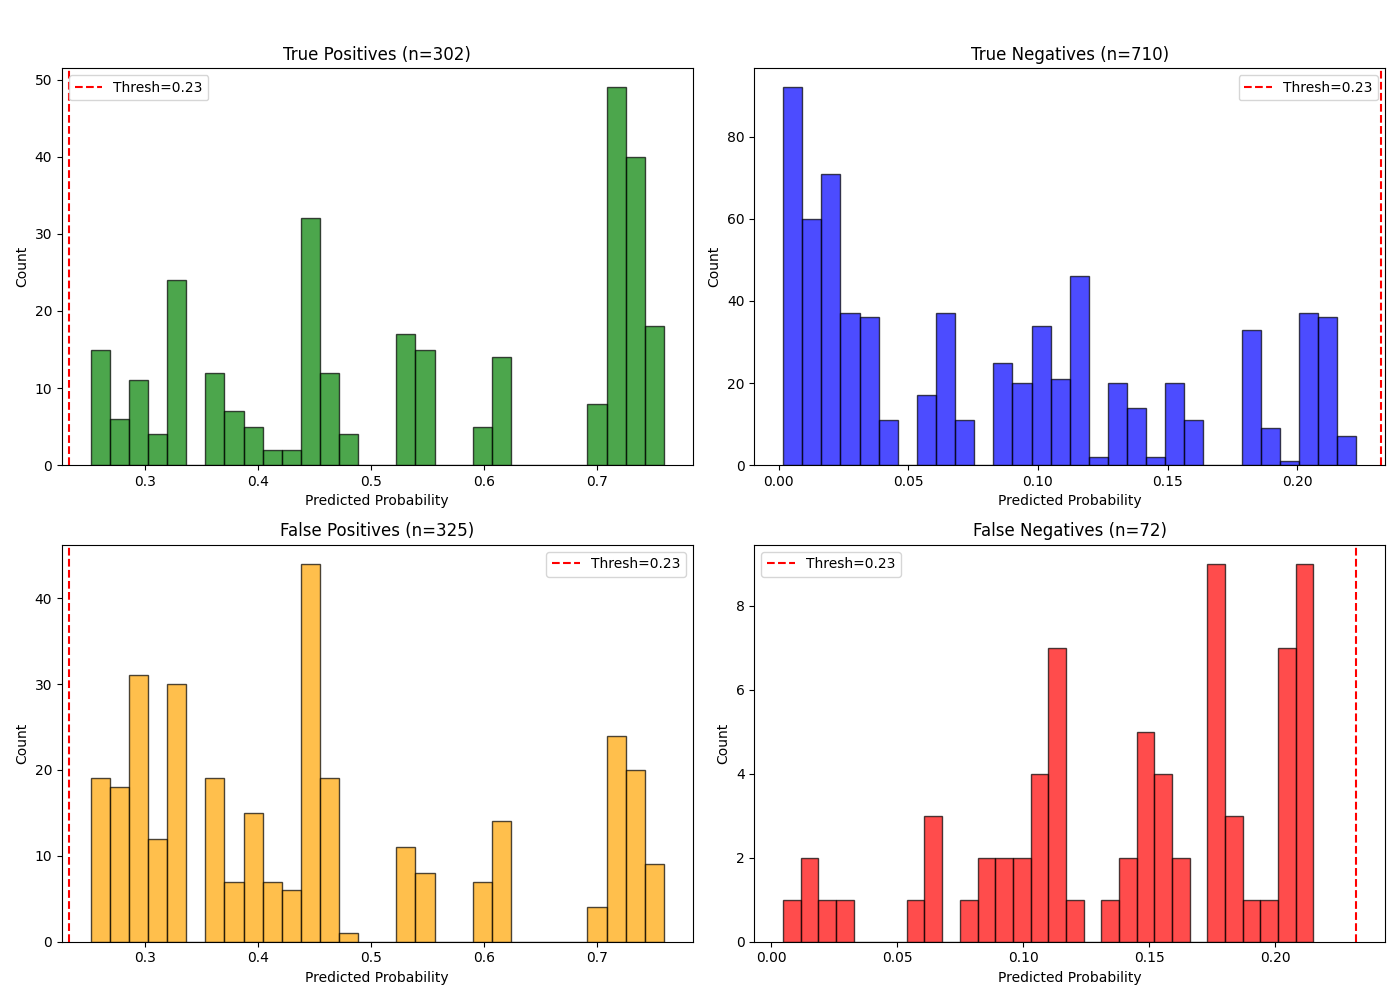 True Positives (n=302)
Thresh=0.23
Count
50
40
30
20
10
0
0.3 0.4 0.5 0.6 0.7
Predicted Probability
True Negatives (n=710)
Thresh=0.23
Count
80
60
40
20
0
0.00 0.05 0.10 0.15 0.20
Predicted Probability
False Positives (n=325)
Thresh=0.23
Count
40
30
20
10
0
0.3 0.4 0.5 0.6 0.7
Predicted Probability
False Negatives (n=72)
Thresh=0.23
Count
8
6
4
2
0
0.00 0.05 0.10 0.15 0.20
Predicted Probability